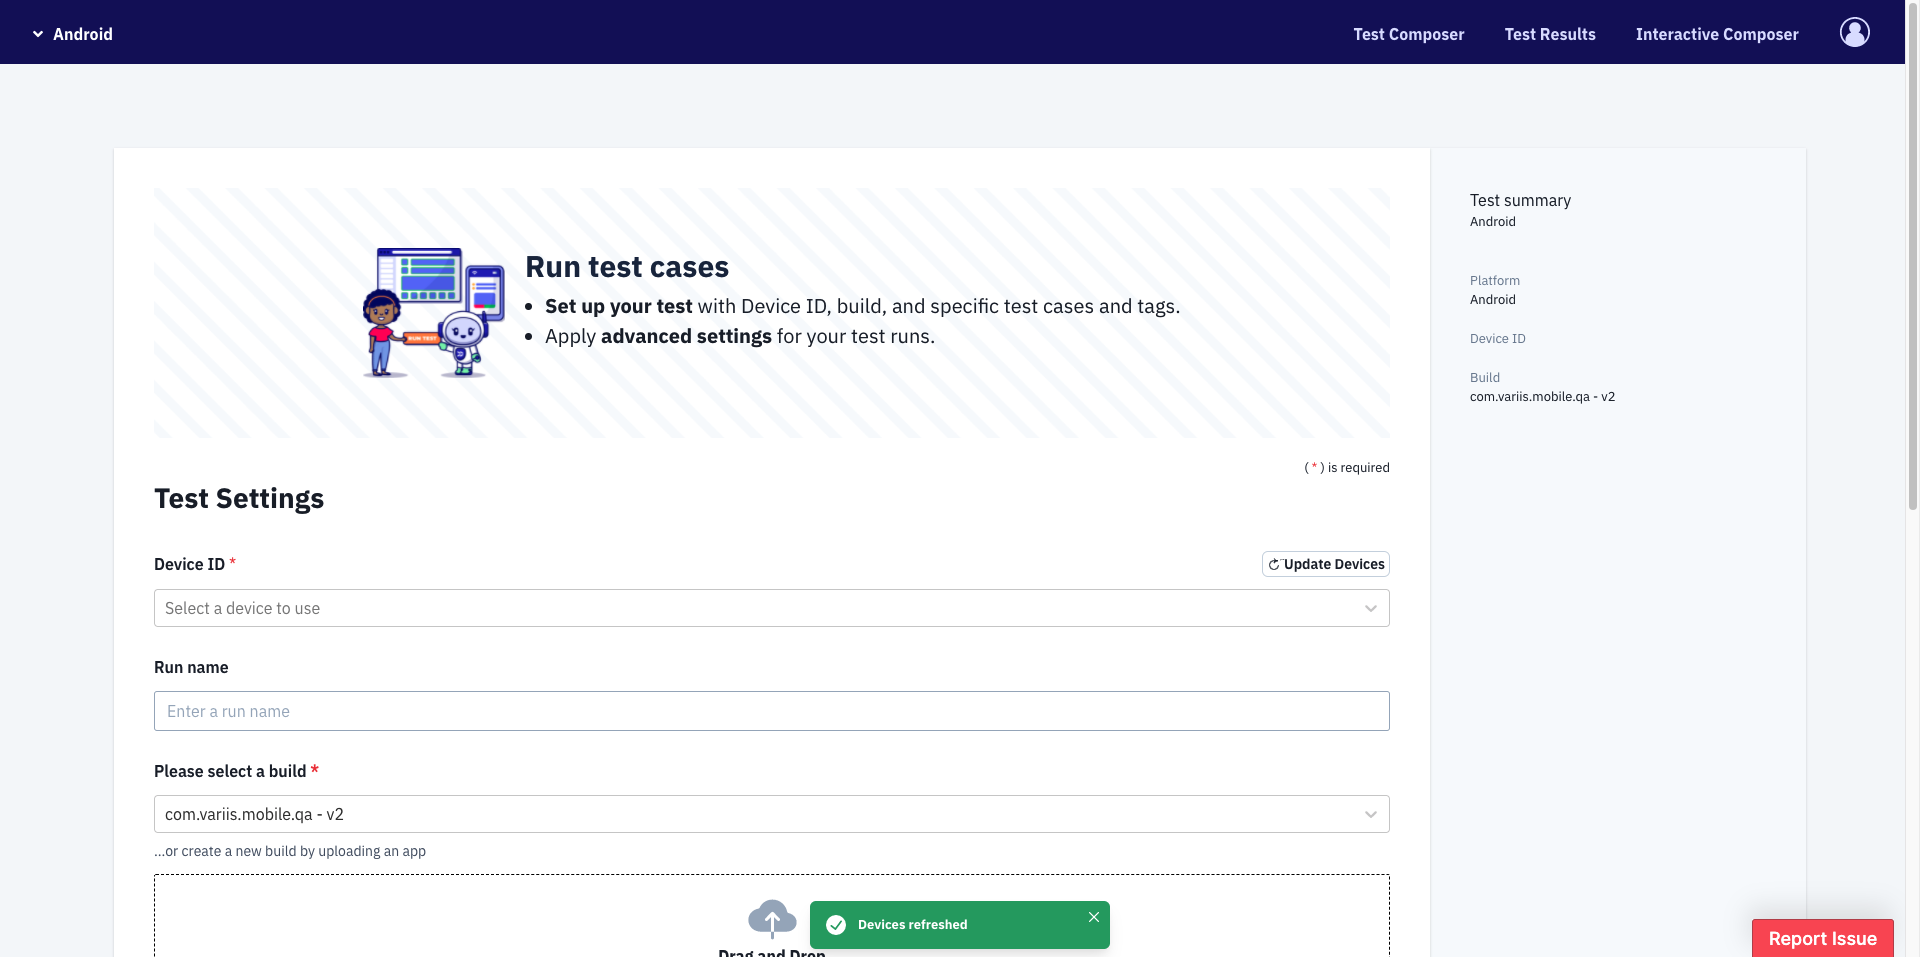 Android
Test Composer
Test Results
Interactive Composer
Run test cases
Set up your test with Device ID, build, and specific test cases and tags.
Apply advanced settings for your test runs.
RUN TEST
( * ) is required
Test Settings
Device ID *
Update Devices
Select a device to use
Run name
Enter a run name
Please select a build *
com.variis.mobile.qa - v2
...or create a new build by uploading an app
Drag and Drop
Devices refreshed
Test summary
Android
Platform
Android
Device ID
Build
com.variis.mobile.qa - v2
Report Issue